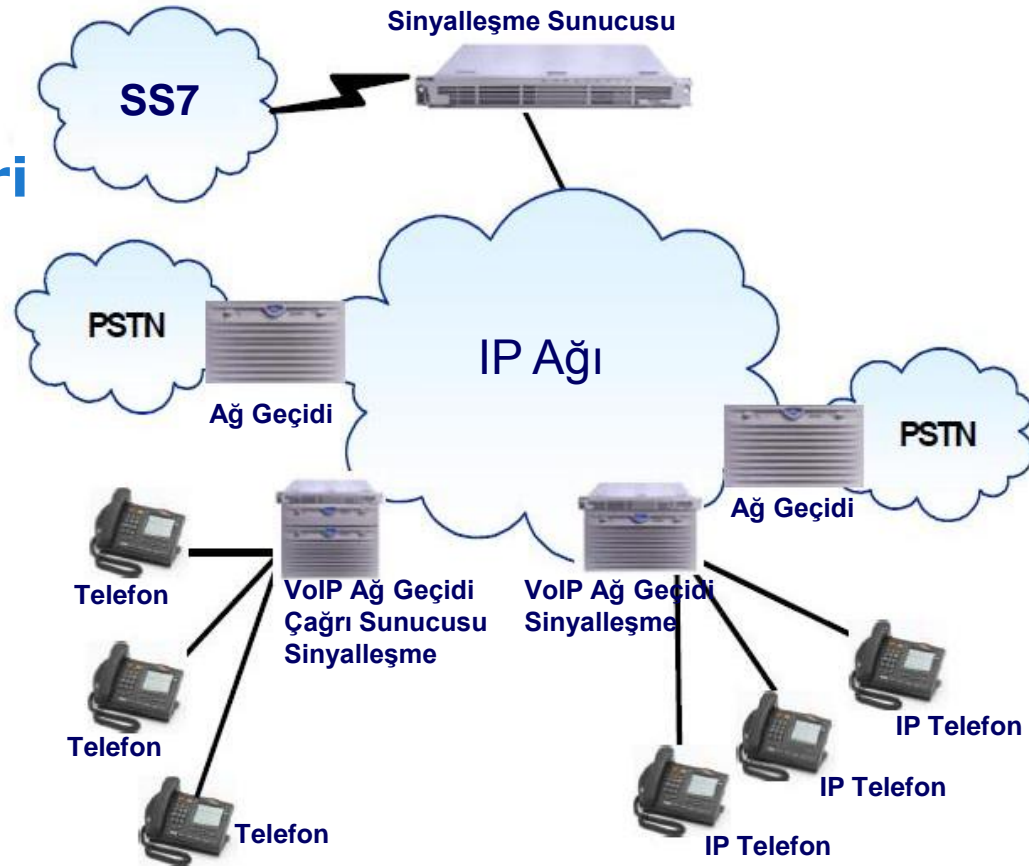 Sinyalleşme Sunucusu
SS7
ri
PSTN
IP Ağı
Ağ Geçidi
PSTN
Ağ Geçidi
Telefon
VoIP Ağ Geçidi
Çağrı Sunucusu
Sinyalleşme
VoIP Ağ Geçidi
Sinyalleşme
Telefon
IP Telefon
IP Telefon
Telefon
IP Telefon